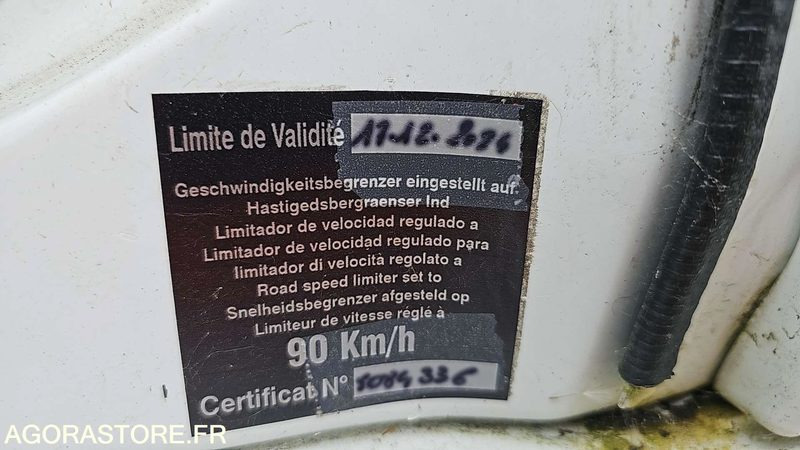 Limite de Validité 17.12.2026
Geschwindigkeitsbegrenzer eingestellt auf.
Hastigedsbergraenser Ind
Limitador de velocidad regulado a
Limitador de velocidad regulado para
limitador di velocità regolato a
Road speed limiter set to
Snelheidsbegrenzer afgesteld op
Limiteur de vitesse réglé à
90 Km/h
Certificat N°
AGORASTORE.FR